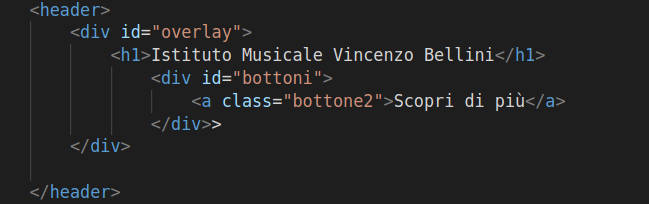 <header>
<div id="overlay">
<h1>Istituto Musicale Vincenzo Bellini</h1>
<div id="bottoni">
<a class="bottone2">Scopri di più</a>
</div>>
</div>
</header>